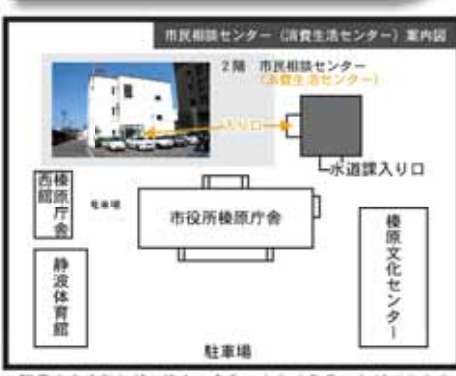 市民相談センター（消費生活センター）案内図
2階 市民相談センター
（消費生活センター）
入り口
水道課入り口
榛原庁舎
西館
駐車場
市役所榛原庁舎
静波体育館
榛原文化センター
駐車場